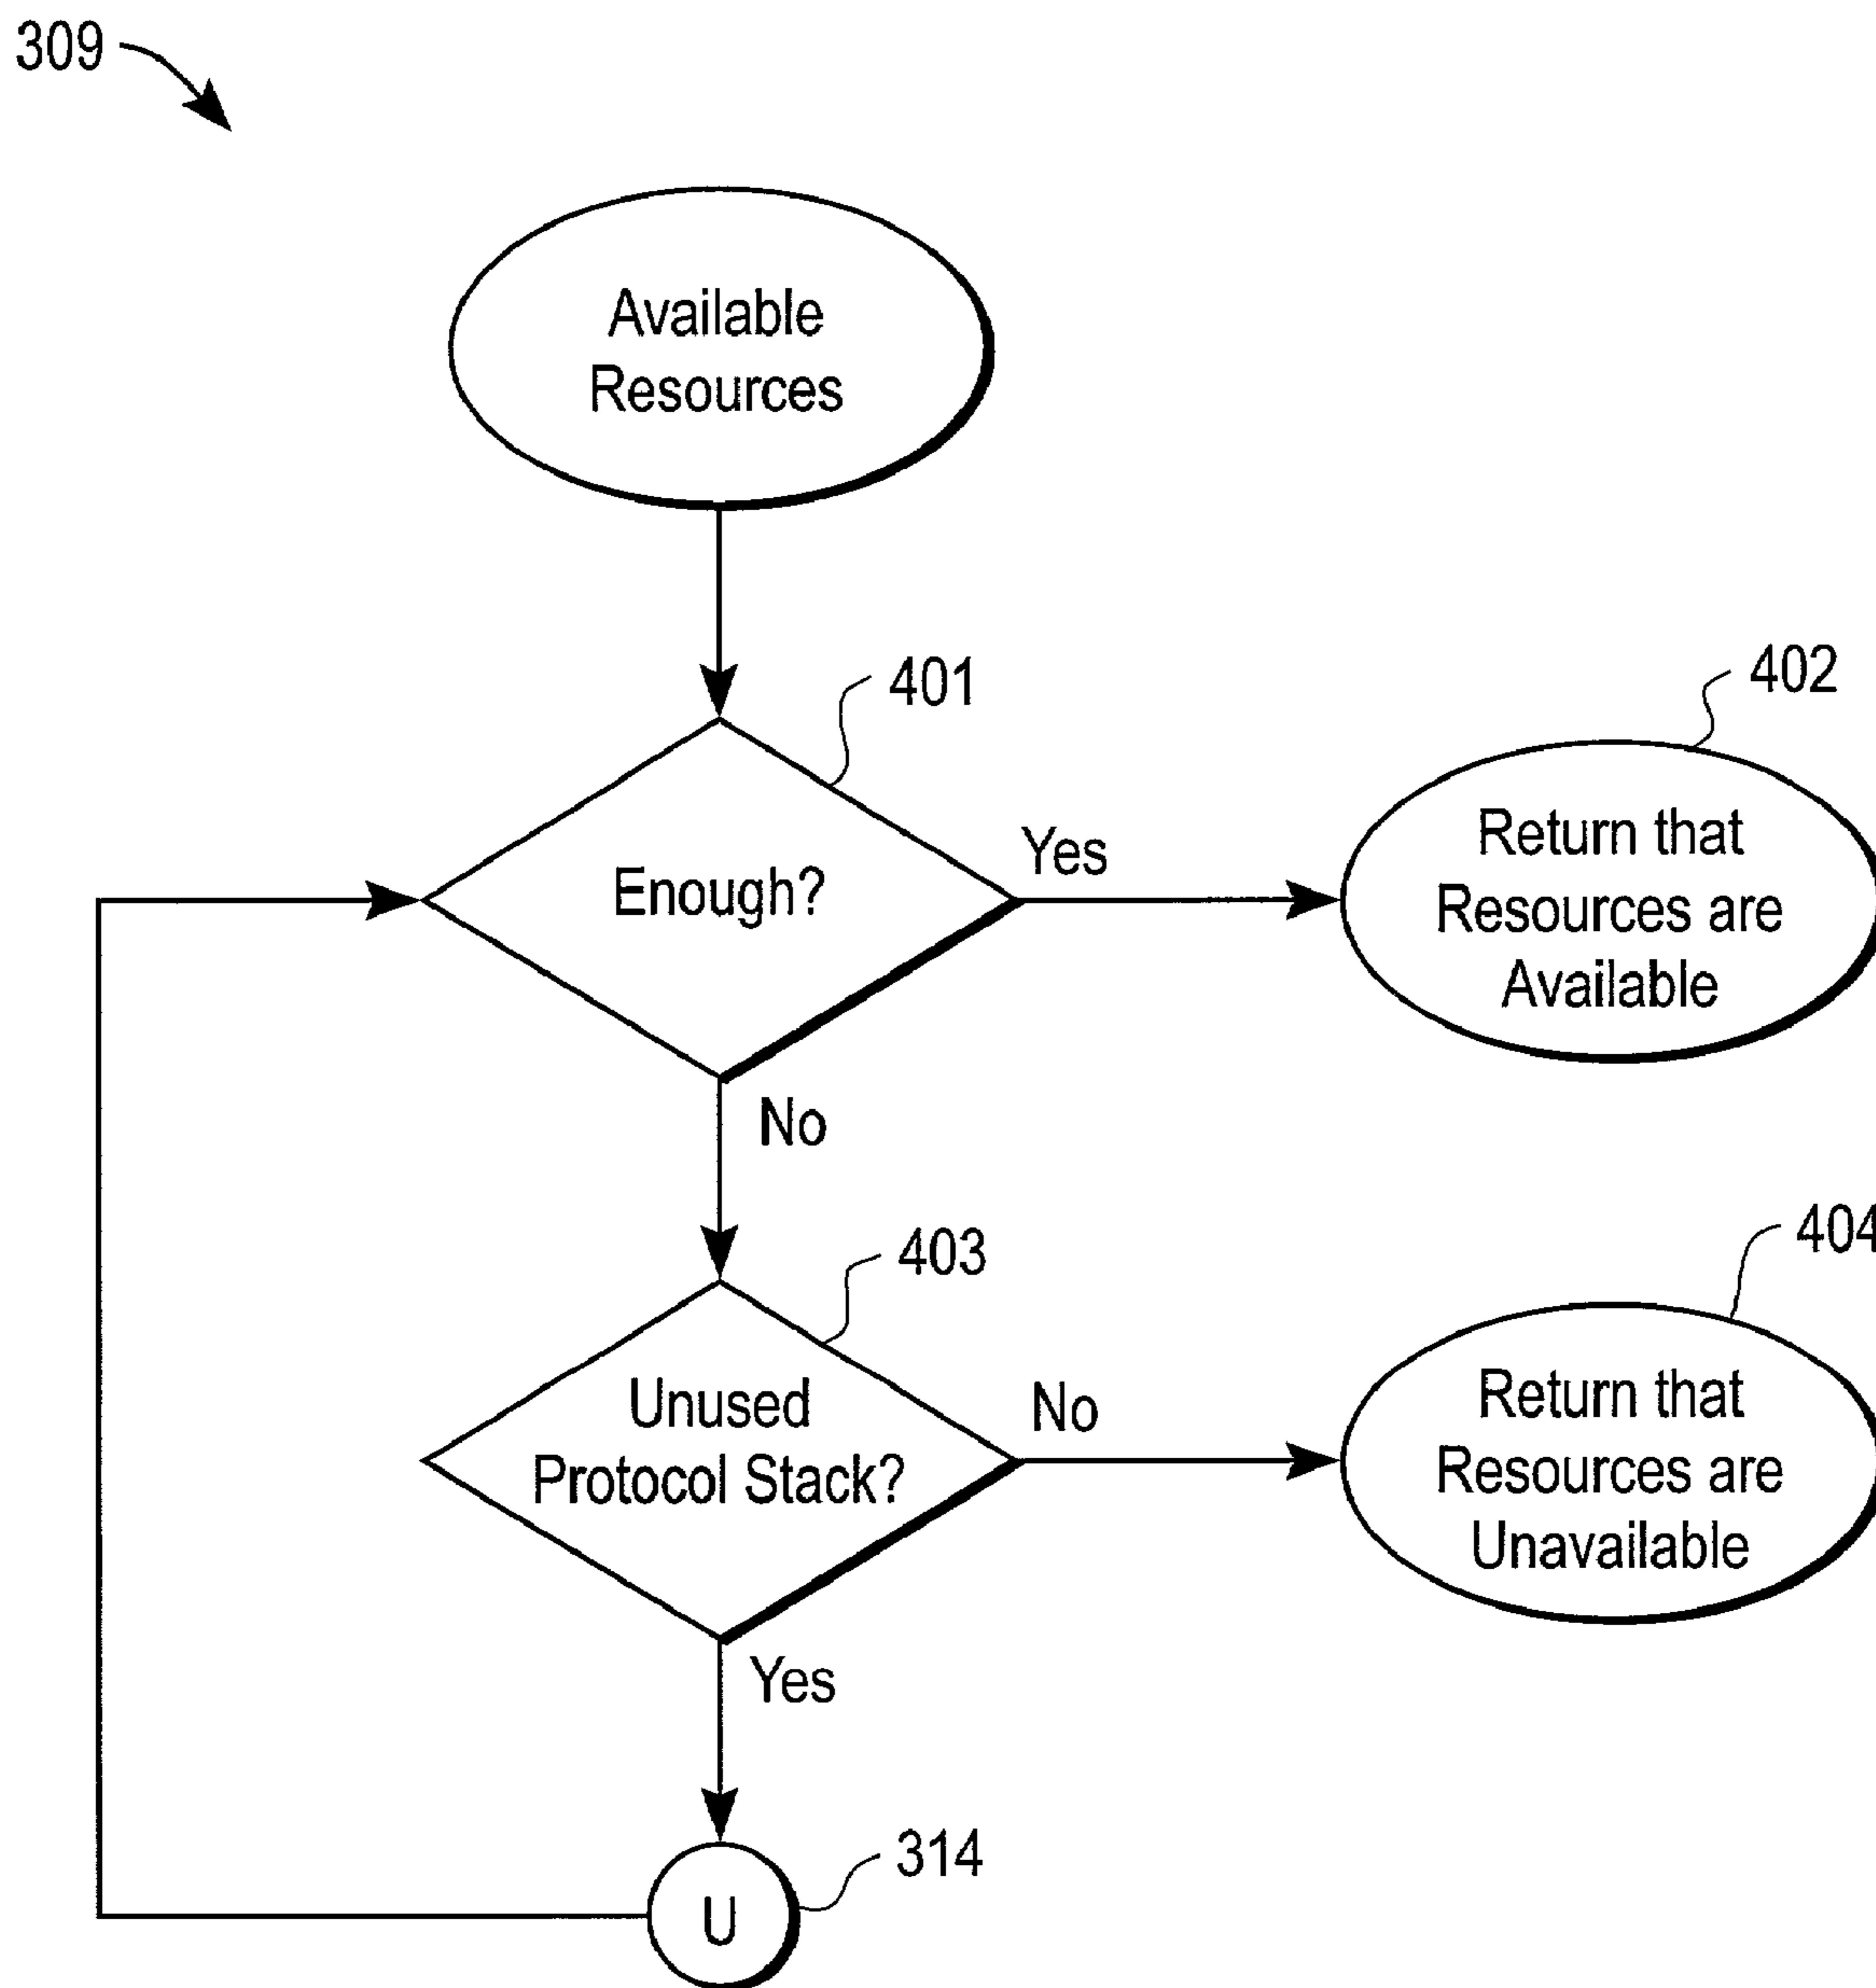 309
Available
Resources
401
402
Enough?
Yes
Return that
Resources are
Available
No
403
404
Unused
Protocol Stack?
No
Return that
Resources are
Unavailable
Yes
314
U